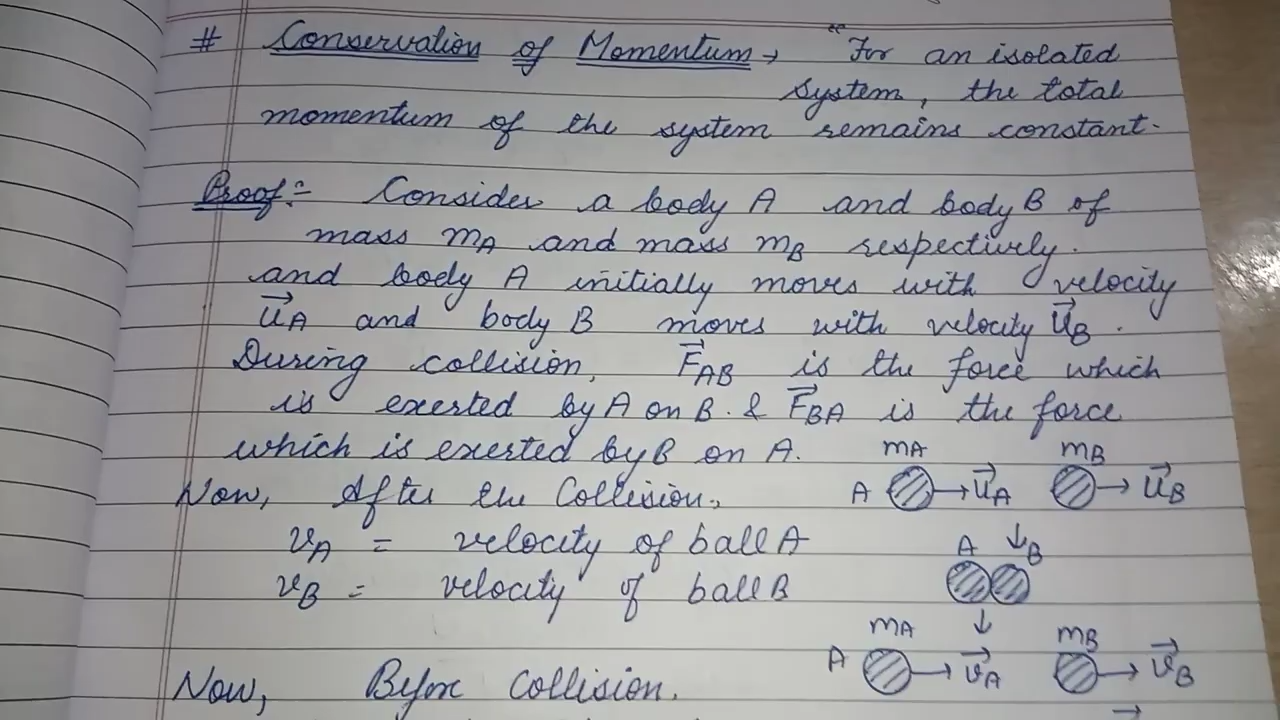 # Conservation of Momentum → "For an isolated
system, the total
momentum of the system remains constant.
Proof:- Consider a body A and body B of
mass mA and mass mB respectively.
and body A initially moves with velocity
u⃗A and body B moves with velocity u⃗B.
During collision, F⃗AB is the force which
is exerted by A on B. & F⃗BA is the force
which is exerted by B on A.
mA mB
Now, After the Collision,
A → u⃗A → u⃗B
vA = velocity of ball A
A ↓ B
vB = velocity of ball B
↓
mA mB
A → v⃗A → v⃗B
Now, Before Collision.